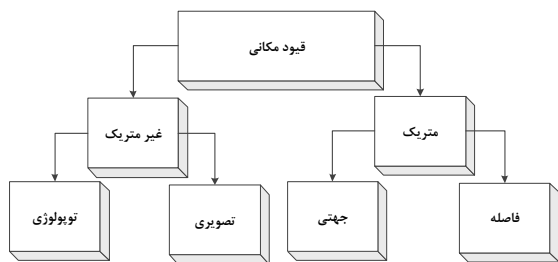 قیود مکانی
متریک
غیر متریک
فاصله
جهتی
تصویری
توپولوژی